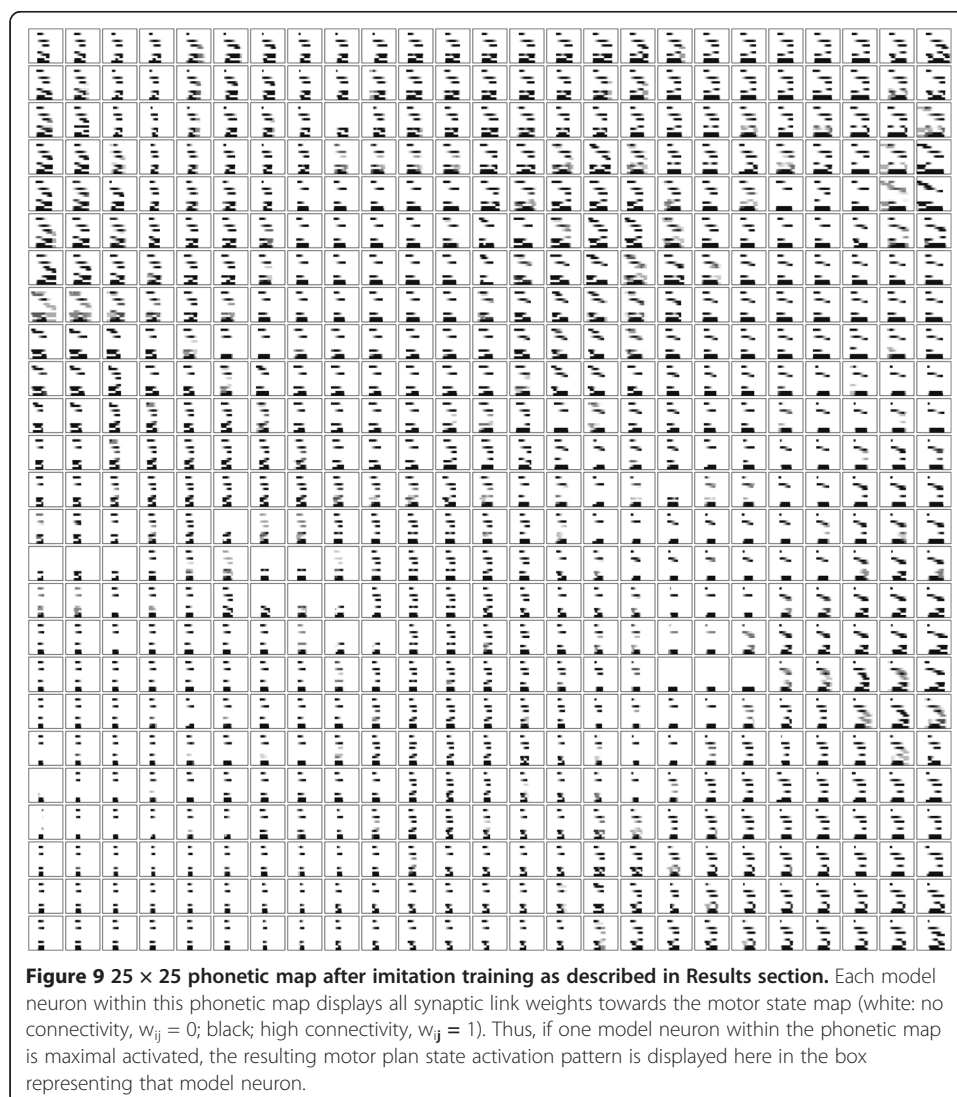 Figure 9 25 × 25 phonetic map after imitation training as described in Results section. Each model
neuron within this phonetic map displays all synaptic link weights towards the motor state map (white: no
connectivity, wij = 0; black; high connectivity, wij = 1). Thus, if one model neuron within the phonetic map
is maximal activated, the resulting motor plan state activation pattern is displayed here in the box
representing that model neuron.